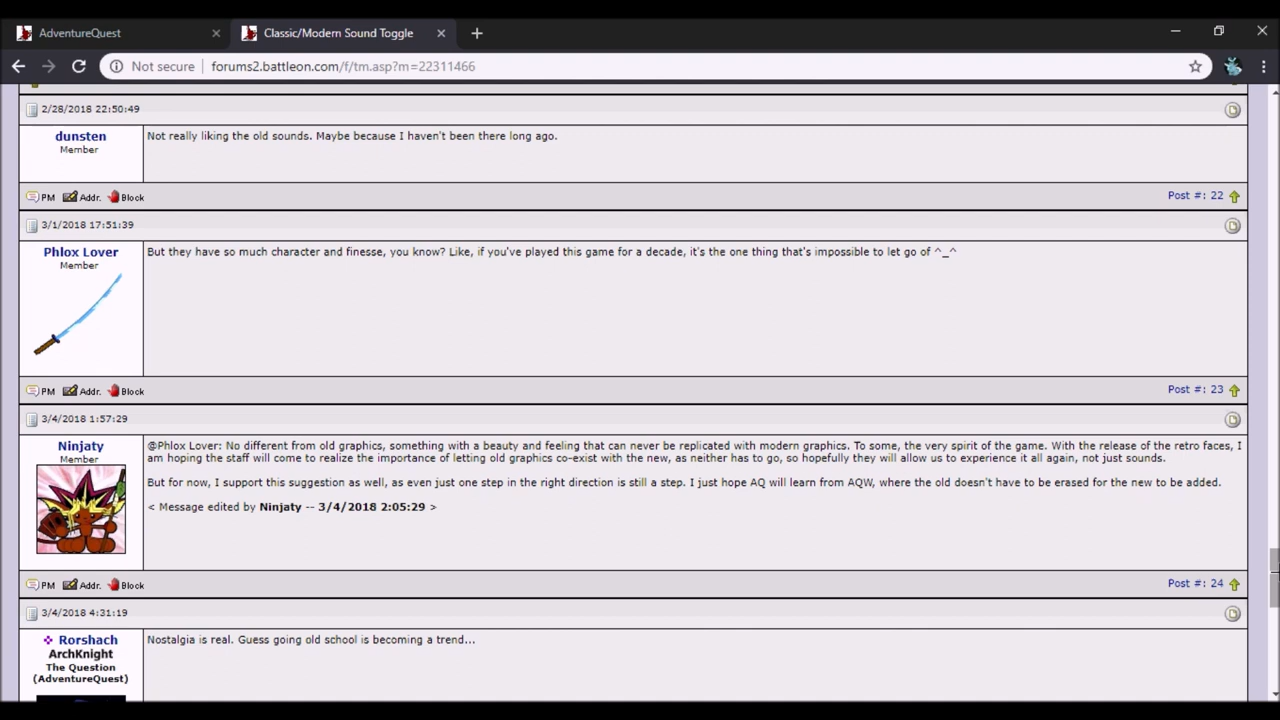 AdventureQuest
Classic/Modern Sound Toggle
Not secure
forums2.battleon.com/f/tm.asp?m=22311466
2/28/2018 22:50:49
dunsten
Member
Not really liking the old sounds. Maybe because I haven't been there long ago.
PM Addr. Block
Post #: 22
3/1/2018 17:51:39
Phlox Lover
Member
But they have so much character and finesse, you know? Like, if you've played this game for a decade, it's the one thing that's impossible to let go of ^_^
PM Addr. Block
Post #: 23
3/4/2018 1:57:29
Ninjaty
Member
@Phlox Lover: No different from old graphics, something with a beauty and feeling that can never be replicated with modern graphics. To some, the very spirit of the game. With the release of the retro faces, I
am hoping the staff will come to realize the importance of letting old graphics co-exist with the new, as neither has to go, so hopefully they will allow us to experience it all again, not just sounds.
But for now, I support this suggestion as well, as even just one step in the right direction is still a step. I just hope AQ will learn from AQW, where the old doesn't have to be erased for the new to be added.
< Message edited by Ninjaty -- 3/4/2018 2:05:29 >
PM Addr. Block
Post #: 24
3/4/2018 4:31:19
Rorshach
ArchKnight
The Question
(AdventureQuest)
Nostalgia is real. Guess going old school is becoming a trend...